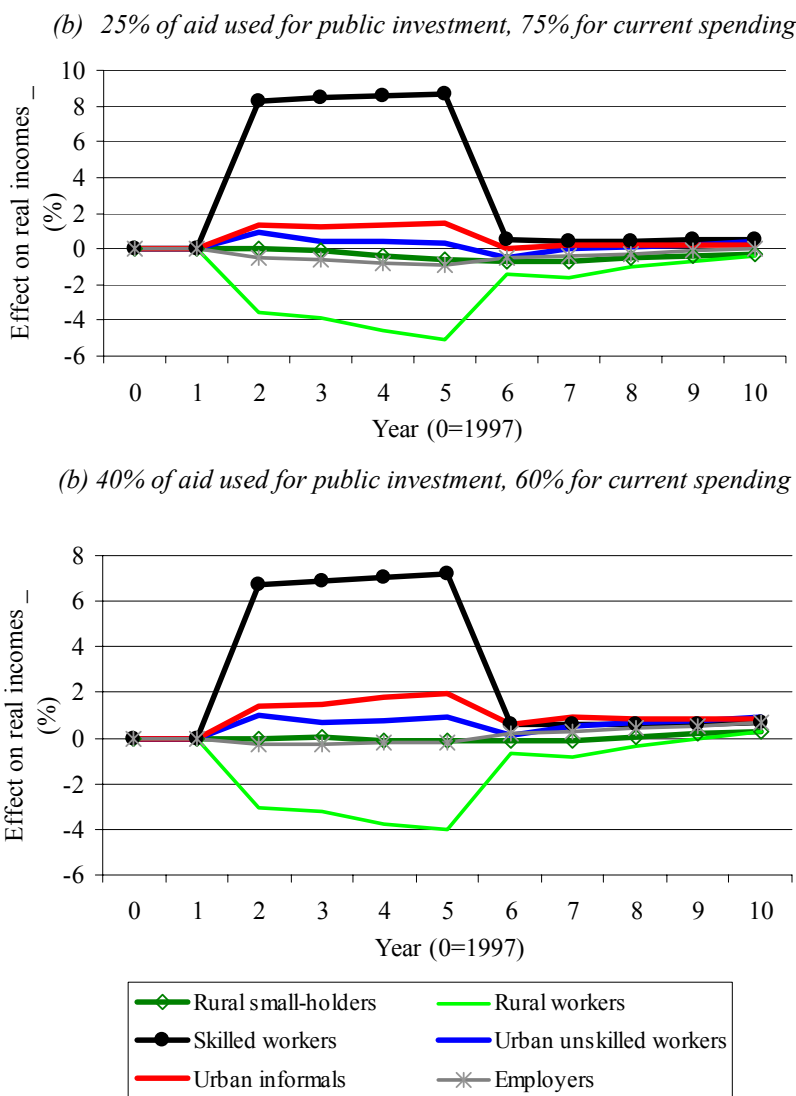 (b) 25% of aid used for public investment, 75% for current spending
Effect on real incomes _
(%)
10
8
6
4
2
0
-2
-4
-6
0 1 2 3 4 5 6 7 8 9 10
Year (0=1997)
(b) 40% of aid used for public investment, 60% for current spending
Effect on real incomes _
(%)
8
6
4
2
0
-2
-4
-6
0 1 2 3 4 5 6 7 8 9 10
Year (0=1997)
Rural small-holders Rural workers
Skilled workers Urban unskilled workers
Urban informals Employers